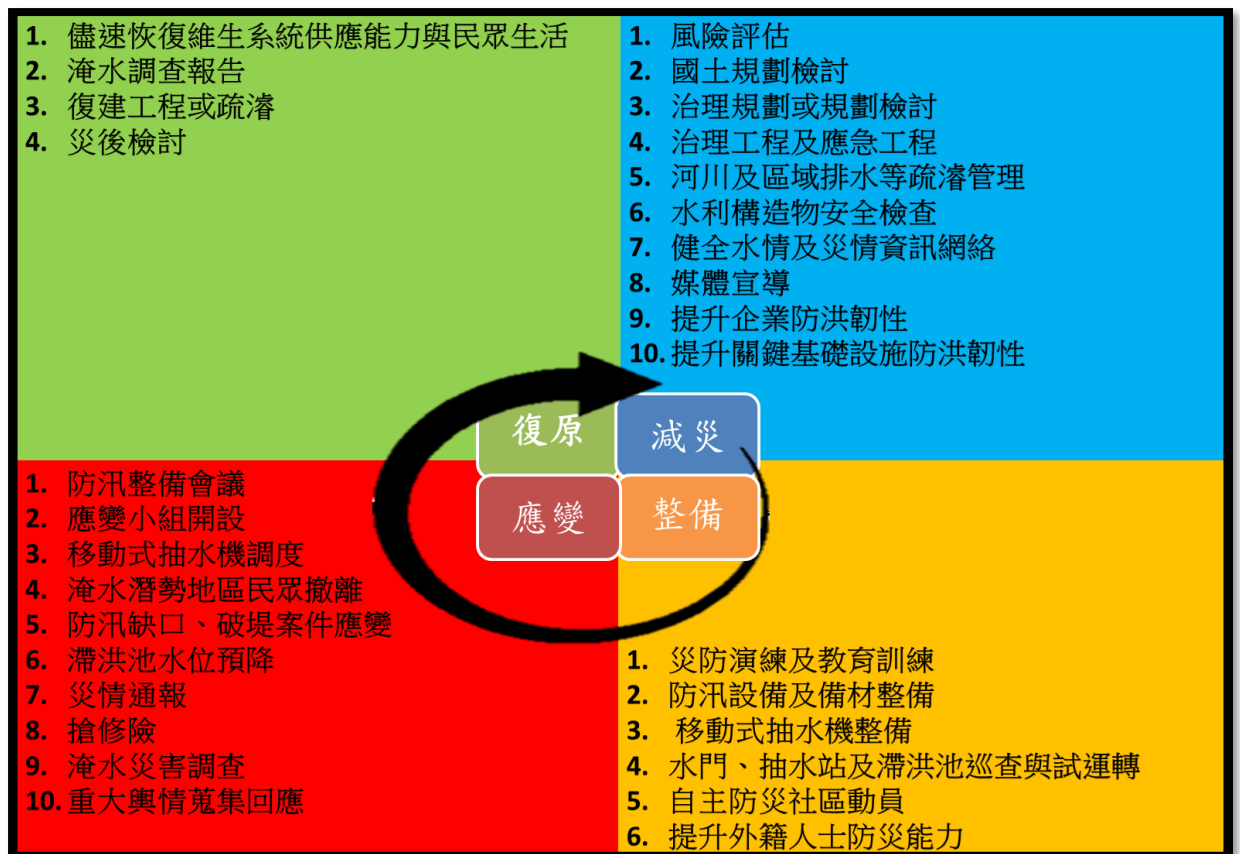 1. 儘速恢復維生系統供應能力與民眾生活
2. 淹水調查報告
3. 復建工程或疏濬
4. 災後檢討
1. 風險評估
2. 國土規劃檢討
3. 治理規劃或規劃檢討
4. 治理工程及應急工程
5. 河川及區域排水等疏濬管理
6. 水利構造物安全檢查
7. 健全水情及災情資訊網絡
8. 媒體宣導
9. 提升企業防洪韌性
10. 提升關鍵基礎設施防洪韌性
復原
減災
應變
整備
1. 防汛整備會議
2. 應變小組開設
3. 移動式抽水機調度
4. 淹水潛勢地區民眾撤離
5. 防汛缺口、破堤案件應變
6. 滯洪池水位預降
7. 災情通報
8. 搶修險
9. 淹水災害調查
10. 重大輿情蒐集回應
1. 災防演練及教育訓練
2. 防汛設備及備材整備
3. 移動式抽水機整備
4. 水門、抽水站及滯洪池巡查與試運轉
5. 自主防災社區動員
6. 提升外籍人士防災能力